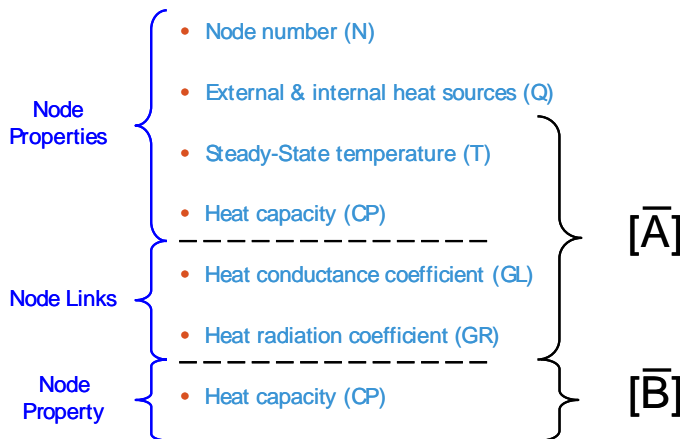 • Node number (N)
• External & internal heat sources (Q)
Node
Properties
• Steady-State temperature (T)
• Heat capacity (CP)
[A̅]
• Heat conductance coefficient (GL)
Node Links
• Heat radiation coefficient (GR)
Node
Property
• Heat capacity (CP)
[B̅]